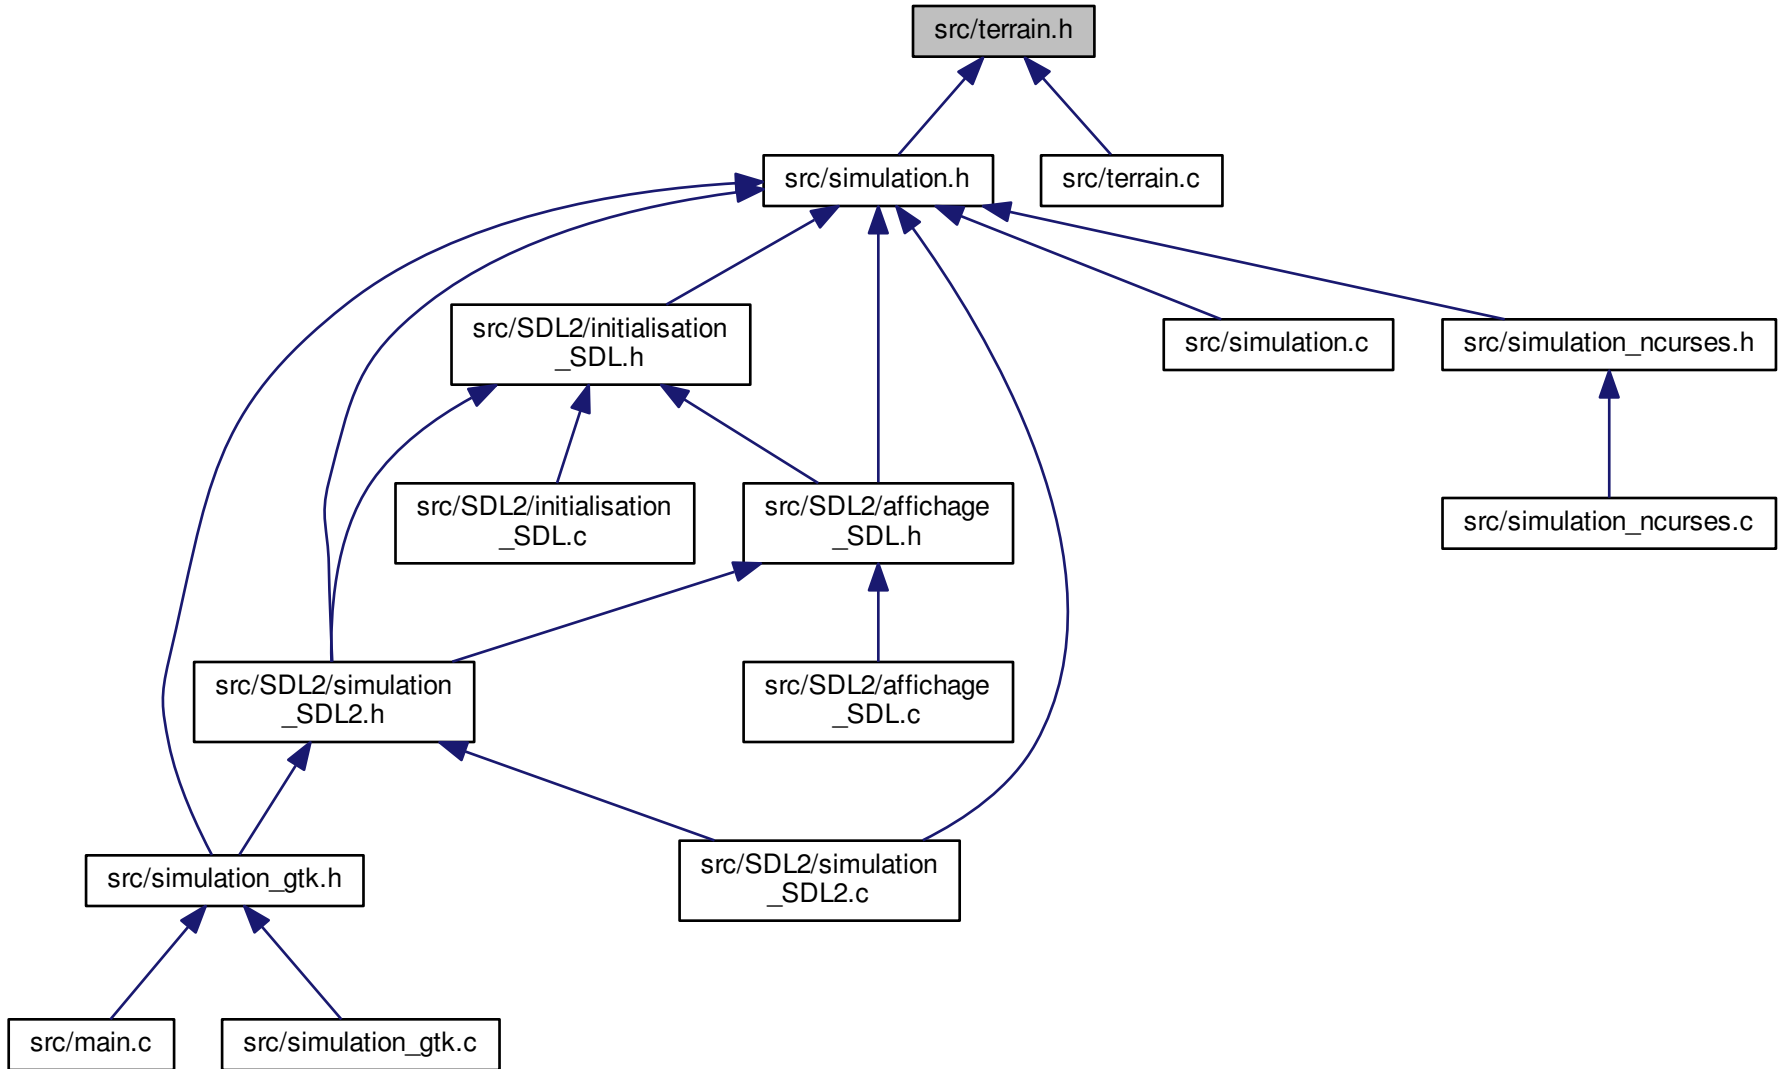 src/terrain.h
src/simulation.h
src/terrain.c
src/SDL2/initialisation
_SDL.h
src/simulation.c
src/simulation_ncurses.h
src/SDL2/initialisation
_SDL.c
src/SDL2/affichage
_SDL.h
src/simulation_ncurses.c
src/SDL2/simulation
_SDL2.h
src/SDL2/affichage
_SDL.c
src/simulation_gtk.h
src/SDL2/simulation
_SDL2.c
src/main.c
src/simulation_gtk.c